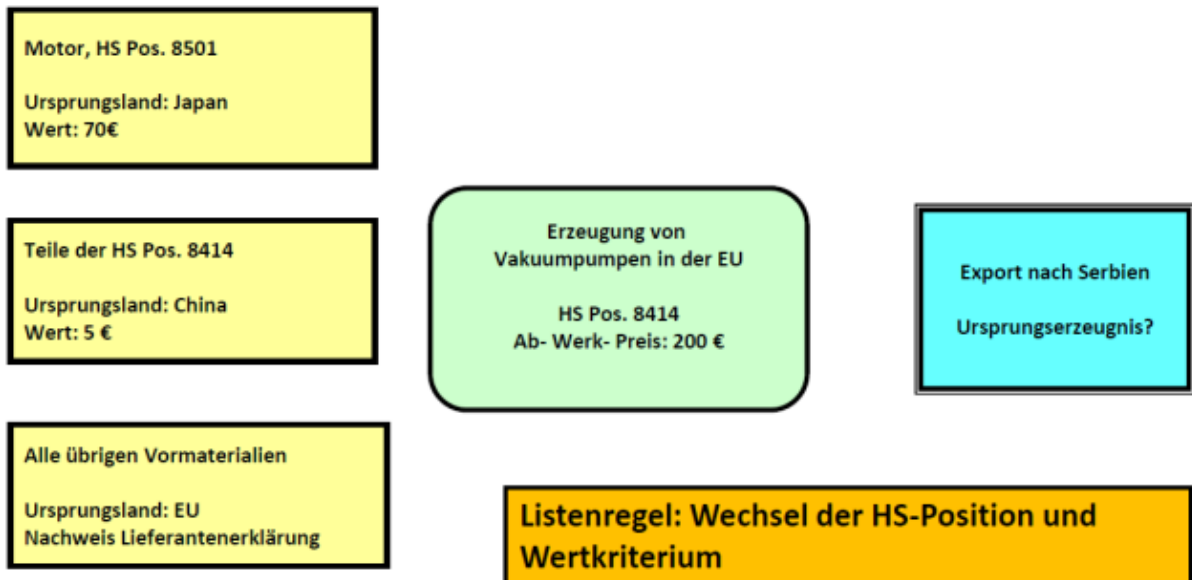 Motor, HS Pos. 8501
Ursprungsland: Japan
Wert: 70€
Teile der HS Pos. 8414
Ursprungsland: China
Wert: 5 €
Alle übrigen Vormaterialien
Ursprungsland: EU
Nachweis Lieferantenerklärung
Erzeugung von
Vakuumpumpen in der EU
HS Pos. 8414
Ab- Werk- Preis: 200 €
Export nach Serbien
Ursprungserzeugnis?
Listenregel: Wechsel der HS-Position und
Wertkriterium